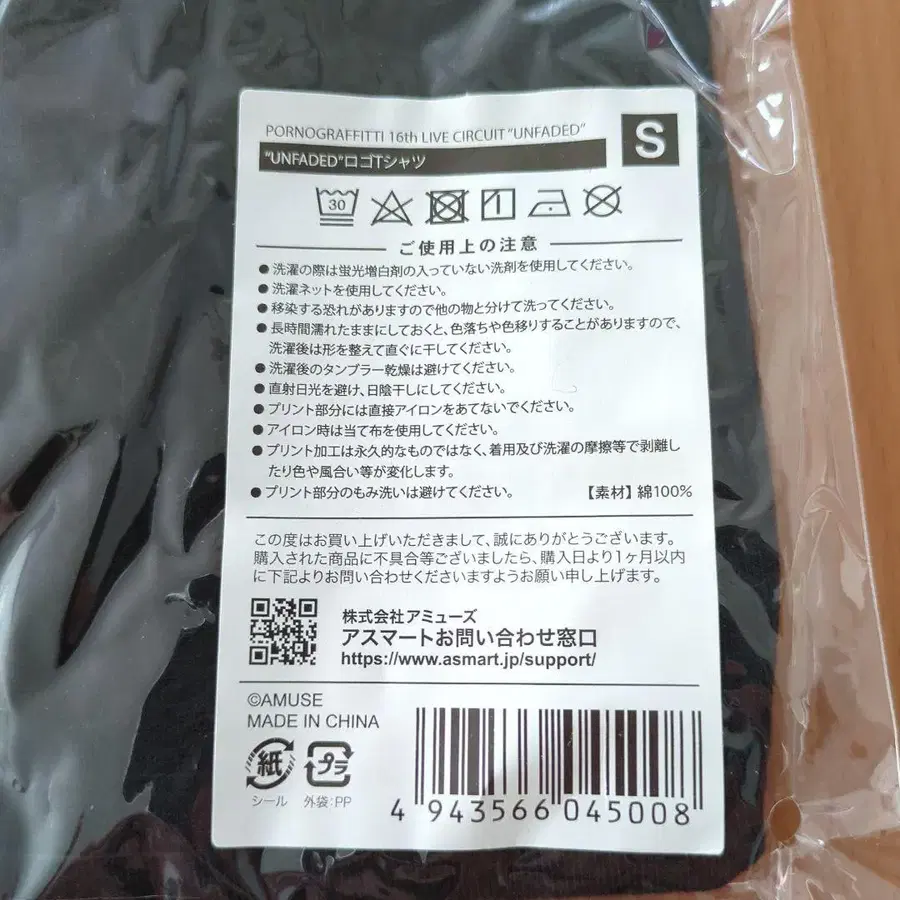 PORNOGRAFFITTI 16th LIVE CIRCUIT "UNFADED"
"UNFADED"ロゴTシャツ
S
30
ご使用上の注意
●洗濯の際は蛍光増白剤の入っていない洗剤を使用してください。
●洗濯ネットを使用してください。
●移染する恐れがありますので他の物と分けて洗ってください。
●長時間濡れたままにしておくと、色落ちや色移りすることがありますので、
洗濯後は形を整えて直ぐに干してください。
●洗濯後のタンブラー乾燥は避けてください。
●直射日光を避け、日陰干しにしてください。
●プリント部分には直接アイロンをあてないでください。
●アイロン時は当て布を使用してください。
●プリント加工は永久的なものではなく、着用及び洗濯の摩擦等で剥離し
たり色や風合い等が変化します。
●プリント部分のもみ洗いは避けてください。 【素材】綿100%
この度はお買い上げいただきまして、誠にありがとうございます。
購入された商品に不具合等ございましたら、購入日より1ヶ月以内
に下記よりお問い合わせくださいますようお願い申し上げます。
株式会社アミューズ
アスマートお問い合わせ窓口
https://www.asmart.jp/support/
©AMUSE
MADE IN CHINA
紙 プラ
シール 外袋:PP
4 943566 045008